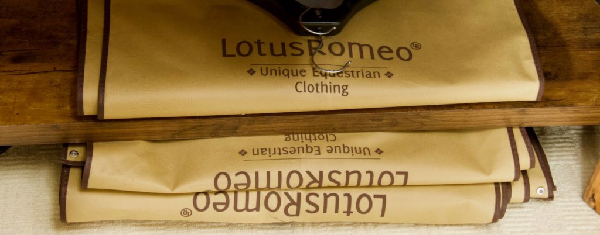 LotusRomeo®
Unique Equestrian
Clothing
Clothing
Unique Equestrian
LotusRomeo
LotusRomeo®